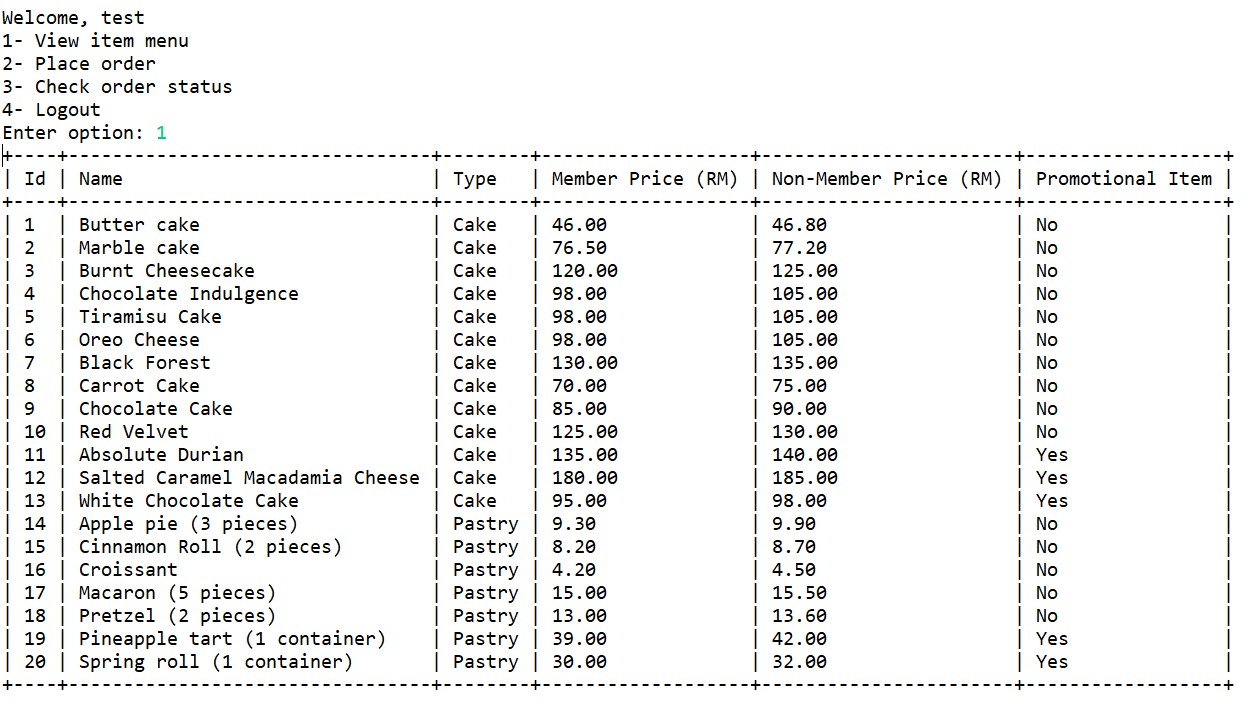 Welcome, test
1- View item menu
2- Place order
3- Check order status
4- Logout
Enter option: 1
+----+---------------------------------+--------+-------------------+-----------------------+------------------+
| Id | Name                            | Type   | Member Price (RM) | Non-Member Price (RM) | Promotional Item |
+----+---------------------------------+--------+-------------------+-----------------------+------------------+
| 1  | Butter cake                     | Cake   | 46.00             | 46.80                 | No               |
| 2  | Marble cake                     | Cake   | 76.50             | 77.20                 | No               |
| 3  | Burnt Cheesecake                | Cake   | 120.00            | 125.00                | No               |
| 4  | Chocolate Indulgence            | Cake   | 98.00             | 105.00                | No               |
| 5  | Tiramisu Cake                   | Cake   | 98.00             | 105.00                | No               |
| 6  | Oreo Cheese                     | Cake   | 98.00             | 105.00                | No               |
| 7  | Black Forest                    | Cake   | 130.00            | 135.00                | No               |
| 8  | Carrot Cake                     | Cake   | 70.00             | 75.00                 | No               |
| 9  | Chocolate Cake                  | Cake   | 85.00             | 90.00                 | No               |
| 10 | Red Velvet                      | Cake   | 125.00            | 130.00                | No               |
| 11 | Absolute Durian                 | Cake   | 135.00            | 140.00                | Yes              |
| 12 | Salted Caramel Macadamia Cheese | Cake   | 180.00            | 185.00                | Yes              |
| 13 | White Chocolate Cake            | Cake   | 95.00             | 98.00                 | Yes              |
| 14 | Apple pie (3 pieces)            | Pastry | 9.30              | 9.90                  | No               |
| 15 | Cinnamon Roll (2 pieces)        | Pastry | 8.20              | 8.70                  | No               |
| 16 | Croissant                       | Pastry | 4.20              | 4.50                  | No               |
| 17 | Macaron (5 pieces)              | Pastry | 15.00             | 15.50                 | No               |
| 18 | Pretzel (2 pieces)              | Pastry | 13.00             | 13.60                 | No               |
| 19 | Pineapple tart (1 container)    | Pastry | 39.00             | 42.00                 | Yes              |
| 20 | Spring roll (1 container)       | Pastry | 30.00             | 32.00                 | Yes              |
+----+---------------------------------+--------+-------------------+-----------------------+------------------+